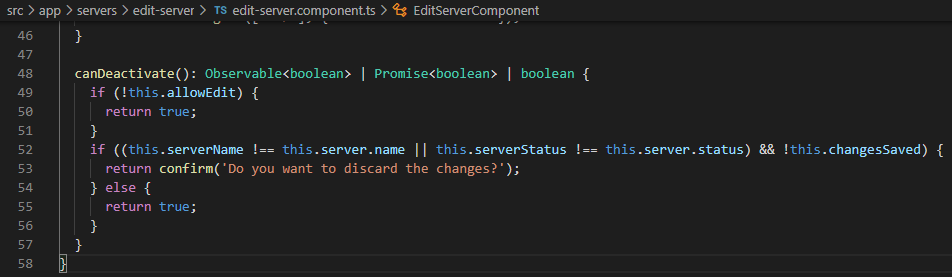 src > app > servers > edit-server > TS edit-server.component.ts > EditServerComponent
46 }
47
48 canDeactivate(): Observable<boolean> | Promise<boolean> | boolean {
49 if (!this.allowEdit) {
50 return true;
51 }
52 if ((this.serverName !== this.server.name || this.serverStatus !== this.server.status) && !this.changesSaved) {
53 return confirm('Do you want to discard the changes?');
54 } else {
55 return true;
56 }
57 }
58 }